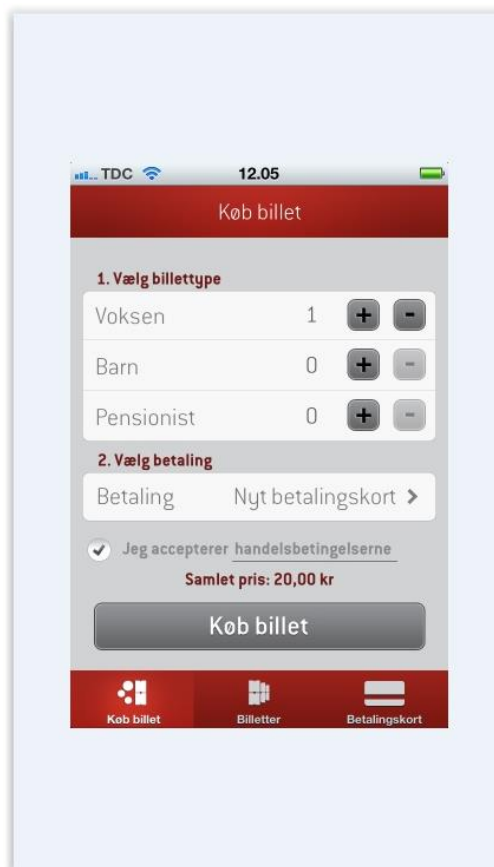 TDC 12.05
Køb billet
1. Vælg billettype
Voksen 1 + -
Barn 0 + -
Pensionist 0 + -
2. Vælg betaling
Betaling Nyt betalingskort >
Jeg accepterer handelsbetingelserne
Samlet pris: 20,00 kr
Køb billet
Køb billet Billetter Betalingskort